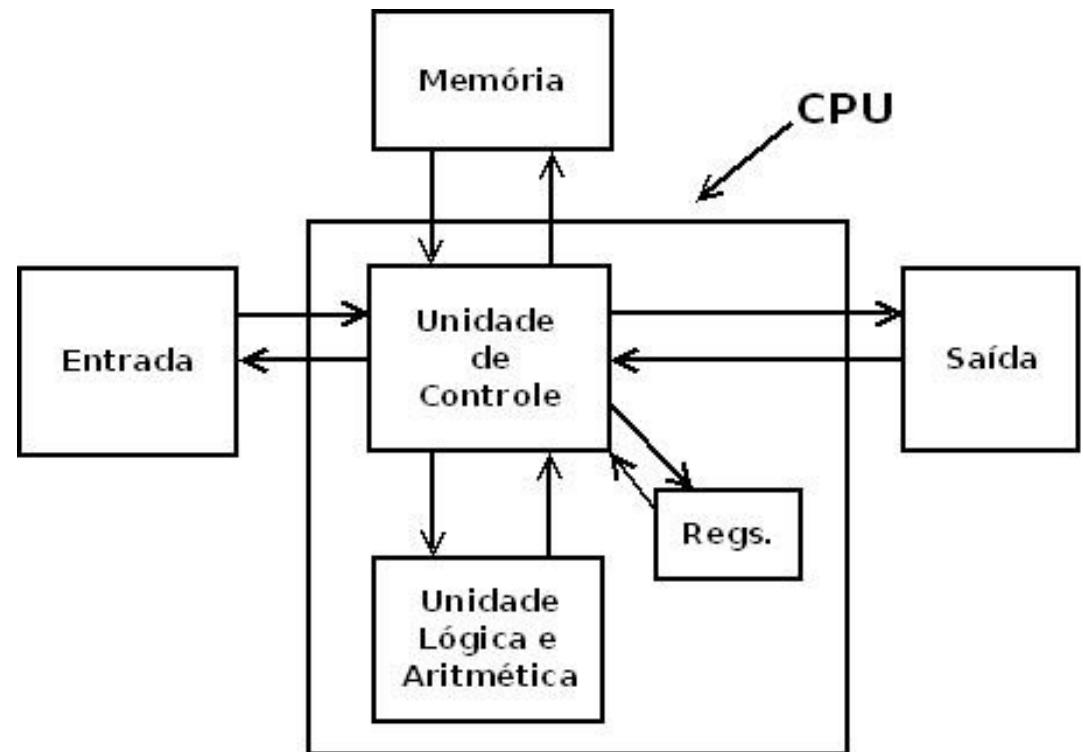 Memória
CPU
Entrada
Unidade
de
Controle
Saída
Regs.
Unidade
Lógica e
Aritmética